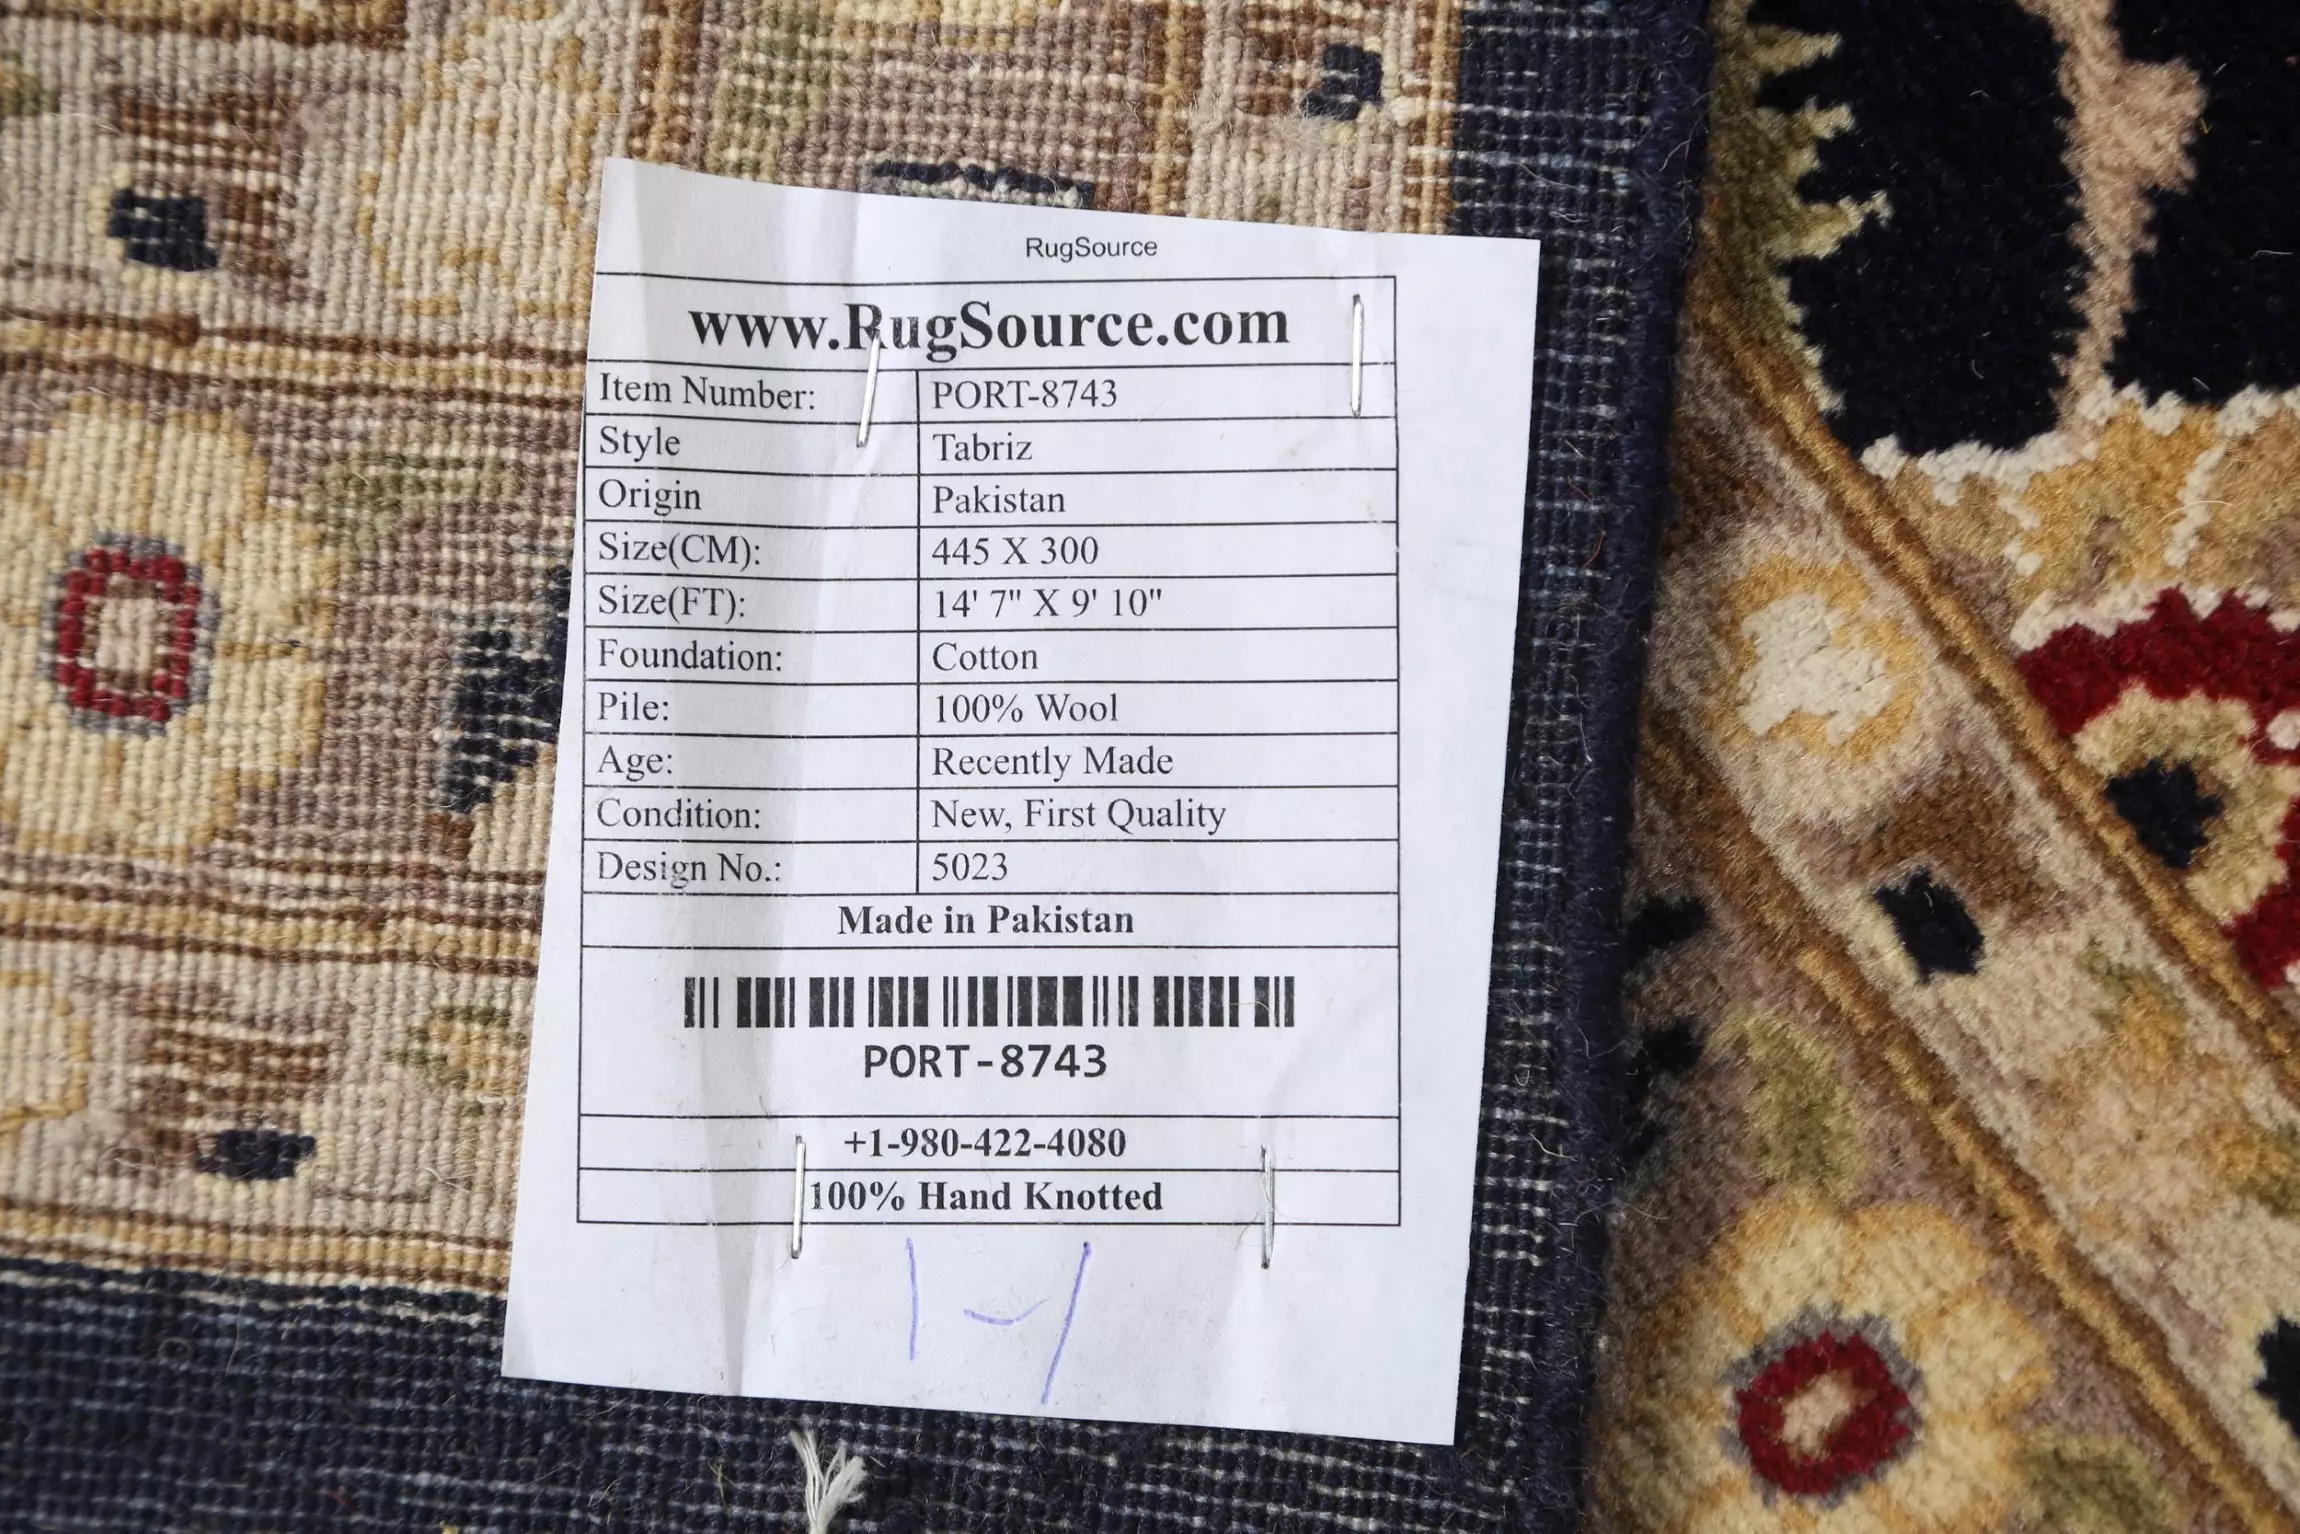 RugSource
www.RugSource.com
Item Number: PORT-8743
Style Tabriz
Origin Pakistan
Size(CM): 445 X 300
Size(FT): 14' 7" X 9' 10"
Foundation: Cotton
Pile: 100% Wool
Age: Recently Made
Condition: New, First Quality
Design No.: 5023
Made in Pakistan
PORT-8743
+1-980-422-4080
100% Hand Knotted
1-1